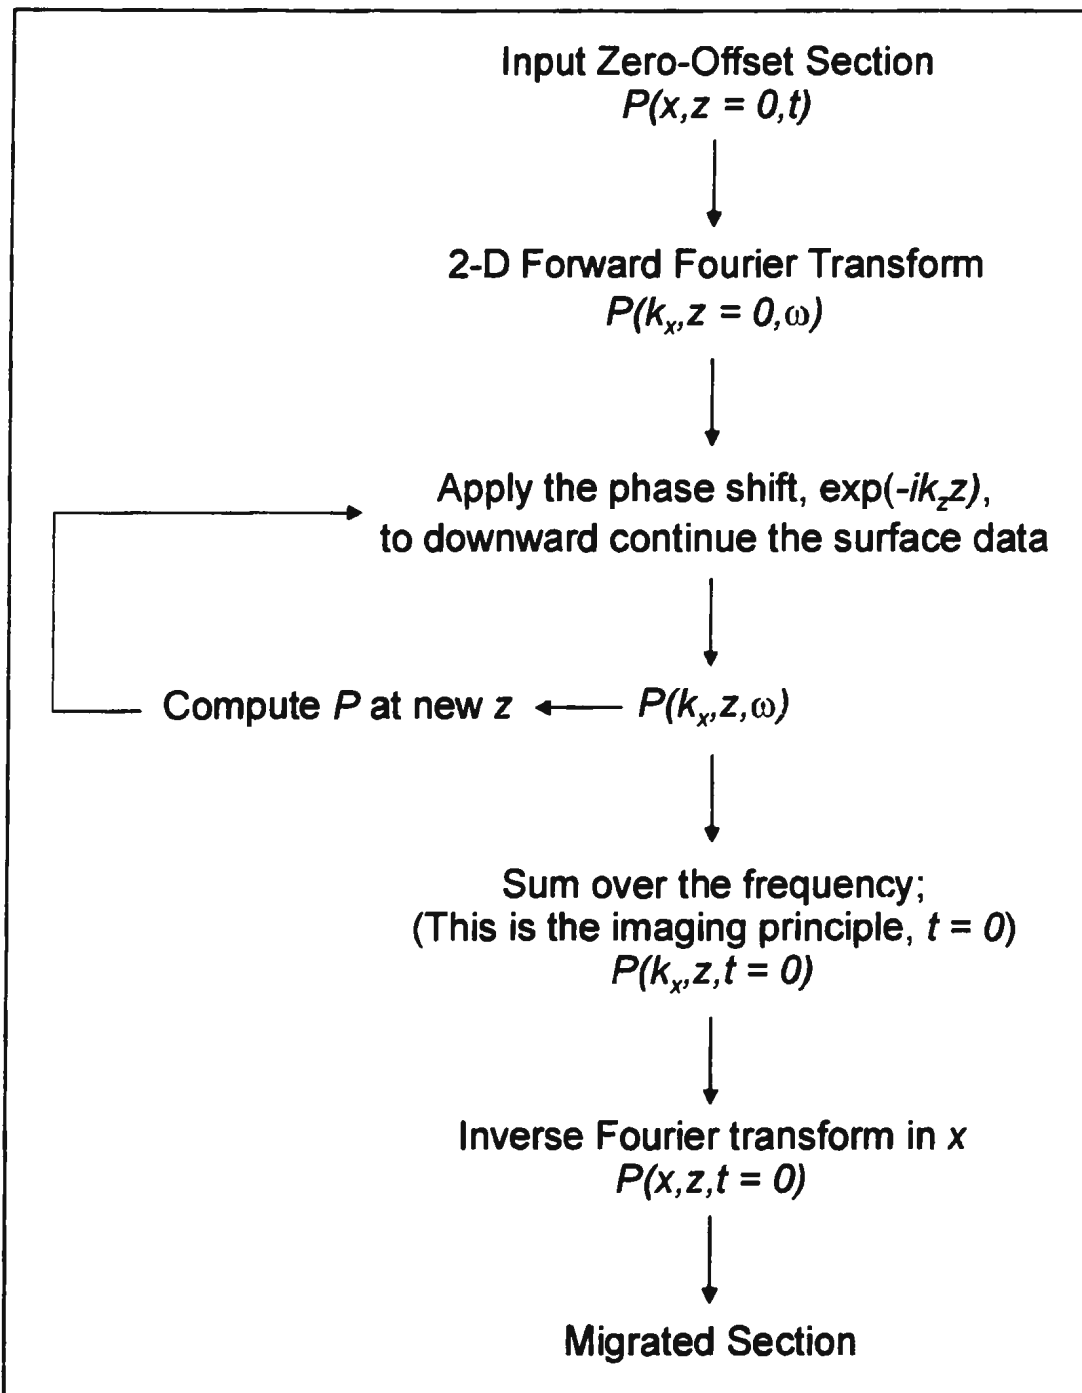 Input Zero-Offset Section
P(x,z = 0,t)
2-D Forward Fourier Transform
P(kₓ,z = 0,ω)
Apply the phase shift, exp(-ik_z z),
to downward continue the surface data
Compute P at new z
P(kₓ,z,ω)
Sum over the frequency;
(This is the imaging principle, t = 0)
P(kₓ,z,t = 0)
Inverse Fourier transform in x
P(x,z,t = 0)
Migrated Section